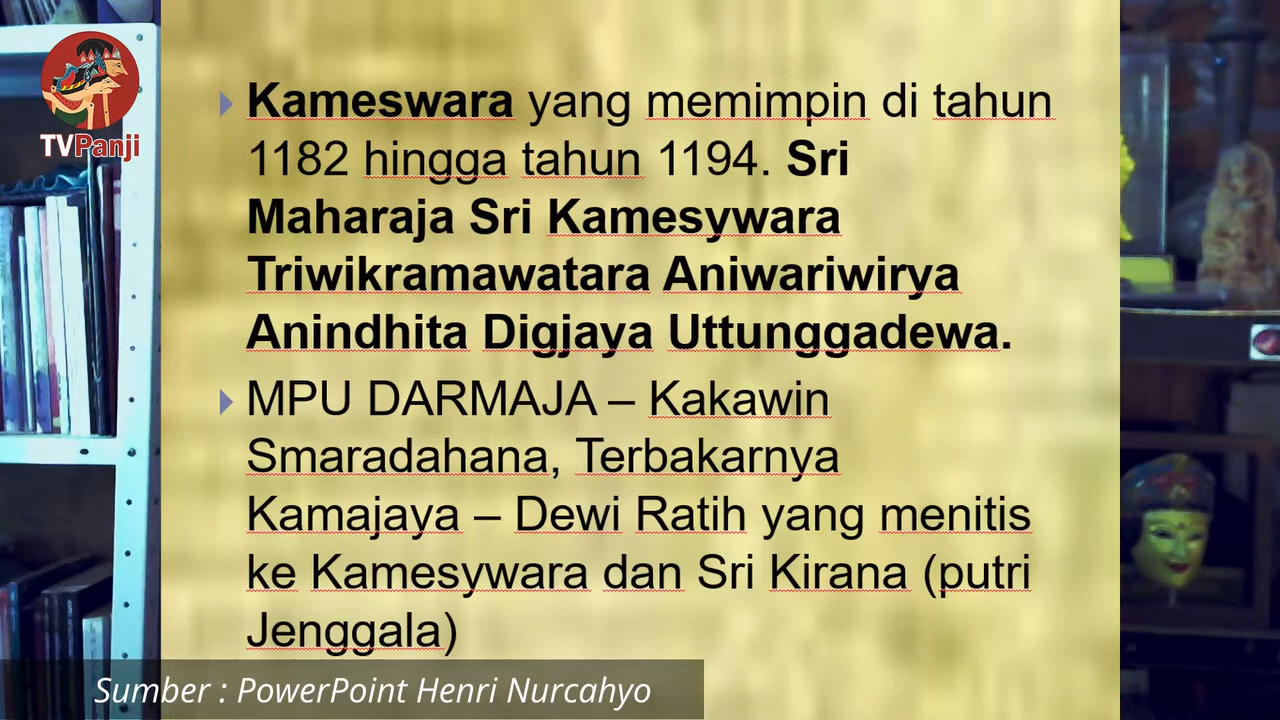 TVPanji
Kameswara yang memimpin di tahun
1182 hingga tahun 1194. Sri
Maharaja Sri Kamesywara
Triwikramawatara Aniwariwirya
Anindhita Digjaya Uttunggadewa.
MPU DARMAJA – Kakawin
Smaradahana, Terbakarnya
Kamajaya – Dewi Ratih yang menitis
ke Kamesywara dan Sri Kirana (putri
Jenggala)
Sumber : PowerPoint Henri Nurcahyo